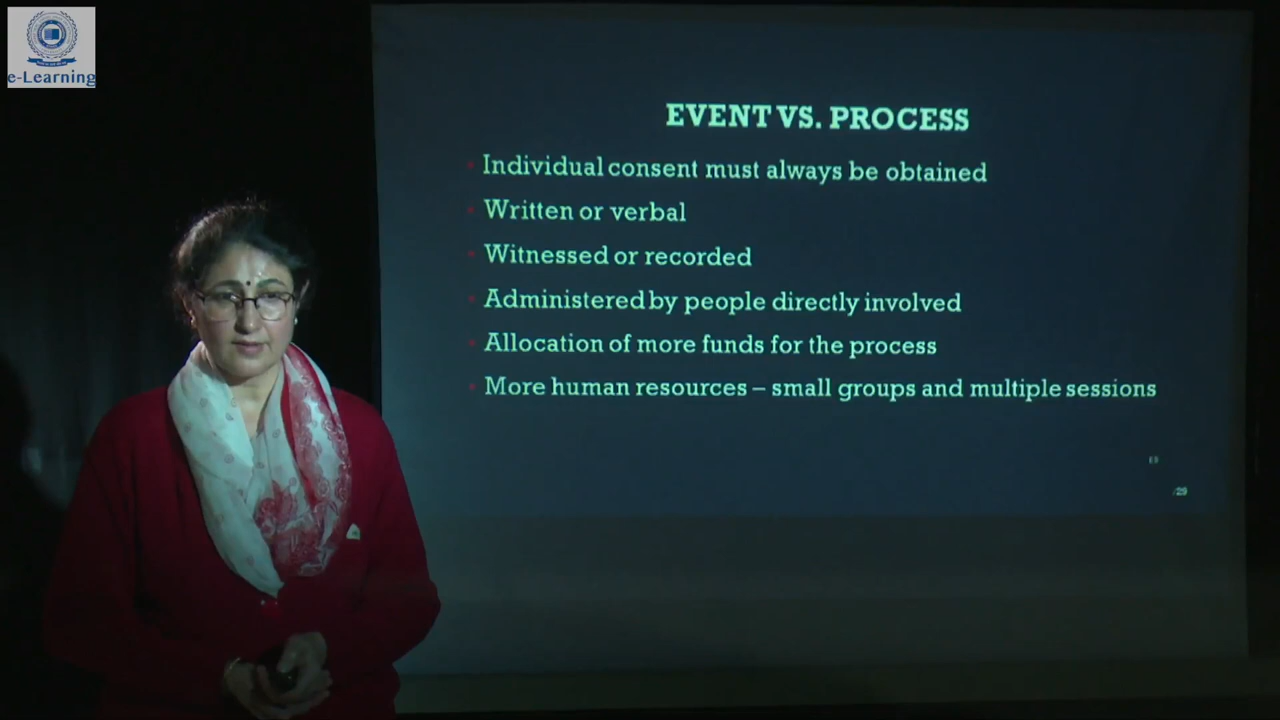 e-Learning
EVENT VS. PROCESS
Individual consent must always be obtained
Written or verbal
Witnessed or recorded
Administered by people directly involved
Allocation of more funds for the process
More human resources – small groups and multiple sessions
/29